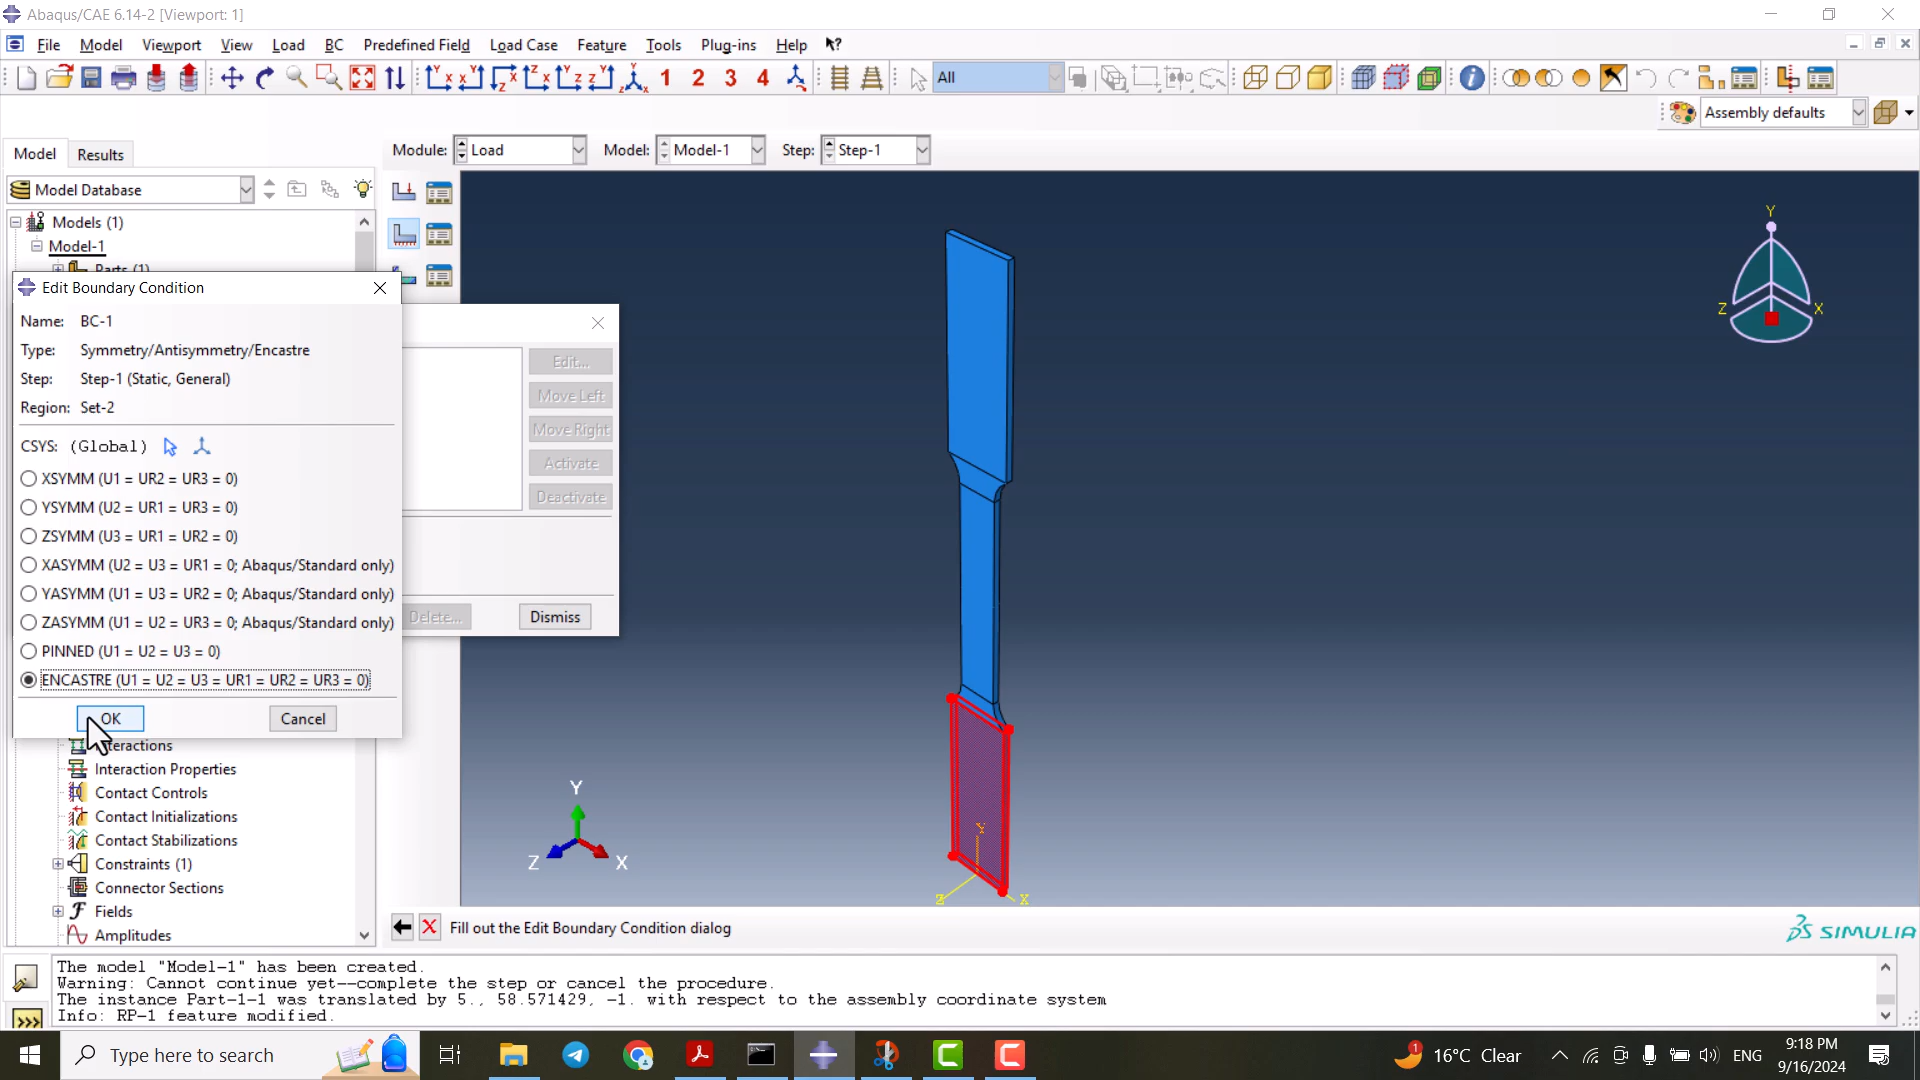 Abaqus/CAE 6.14-2 [Viewport: 1]
File Model Viewport View Load BC Predefined Field Load Case Feature Tools Plug-ins Help
1 2 3 4 All
Assembly defaults
Model Results
Module: Load Model: Model-1 Step: Step-1
Model Database
Models (1)
Model-1
Parts (1)
Edit Boundary Condition
Name: BC-1
Type: Symmetry/Antisymmetry/Encastre
Step: Step-1 (Static, General)
Region: Set-2
CSYS: (Global)
XSYMM (U1 = UR2 = UR3 = 0)
YSYMM (U2 = UR1 = UR3 = 0)
ZSYMM (U3 = UR1 = UR2 = 0)
XASYMM (U2 = U3 = UR1 = 0; Abaqus/Standard only)
YASYMM (U1 = U3 = UR2 = 0; Abaqus/Standard only)
ZASYMM (U1 = U2 = UR3 = 0; Abaqus/Standard only)
PINNED (U1 = U2 = U3 = 0)
ENCASTRE (U1 = U2 = U3 = UR1 = UR2 = UR3 = 0)
OK Cancel
Edit...
Move Left
Move Right
Activate
Deactivate
Delete... Dismiss
Interaction Properties
Contact Controls
Contact Initializations
Contact Stabilizations
Constraints (1)
Connector Sections
Fields
Amplitudes
Y
Z X
Y
Z X
Y
Z X
Fill out the Edit Boundary Condition dialog
SIMULIA
The model "Model-1" has been created.
Warning: Cannot continue yet--complete the step or cancel the procedure.
The instance Part-1-1 was translated by 5., 58.571429, -1. with respect to the assembly coordinate system
Info: RP-1 feature modified.
Type here to search
1
16°C Clear
ENG
9:18 PM
9/16/2024